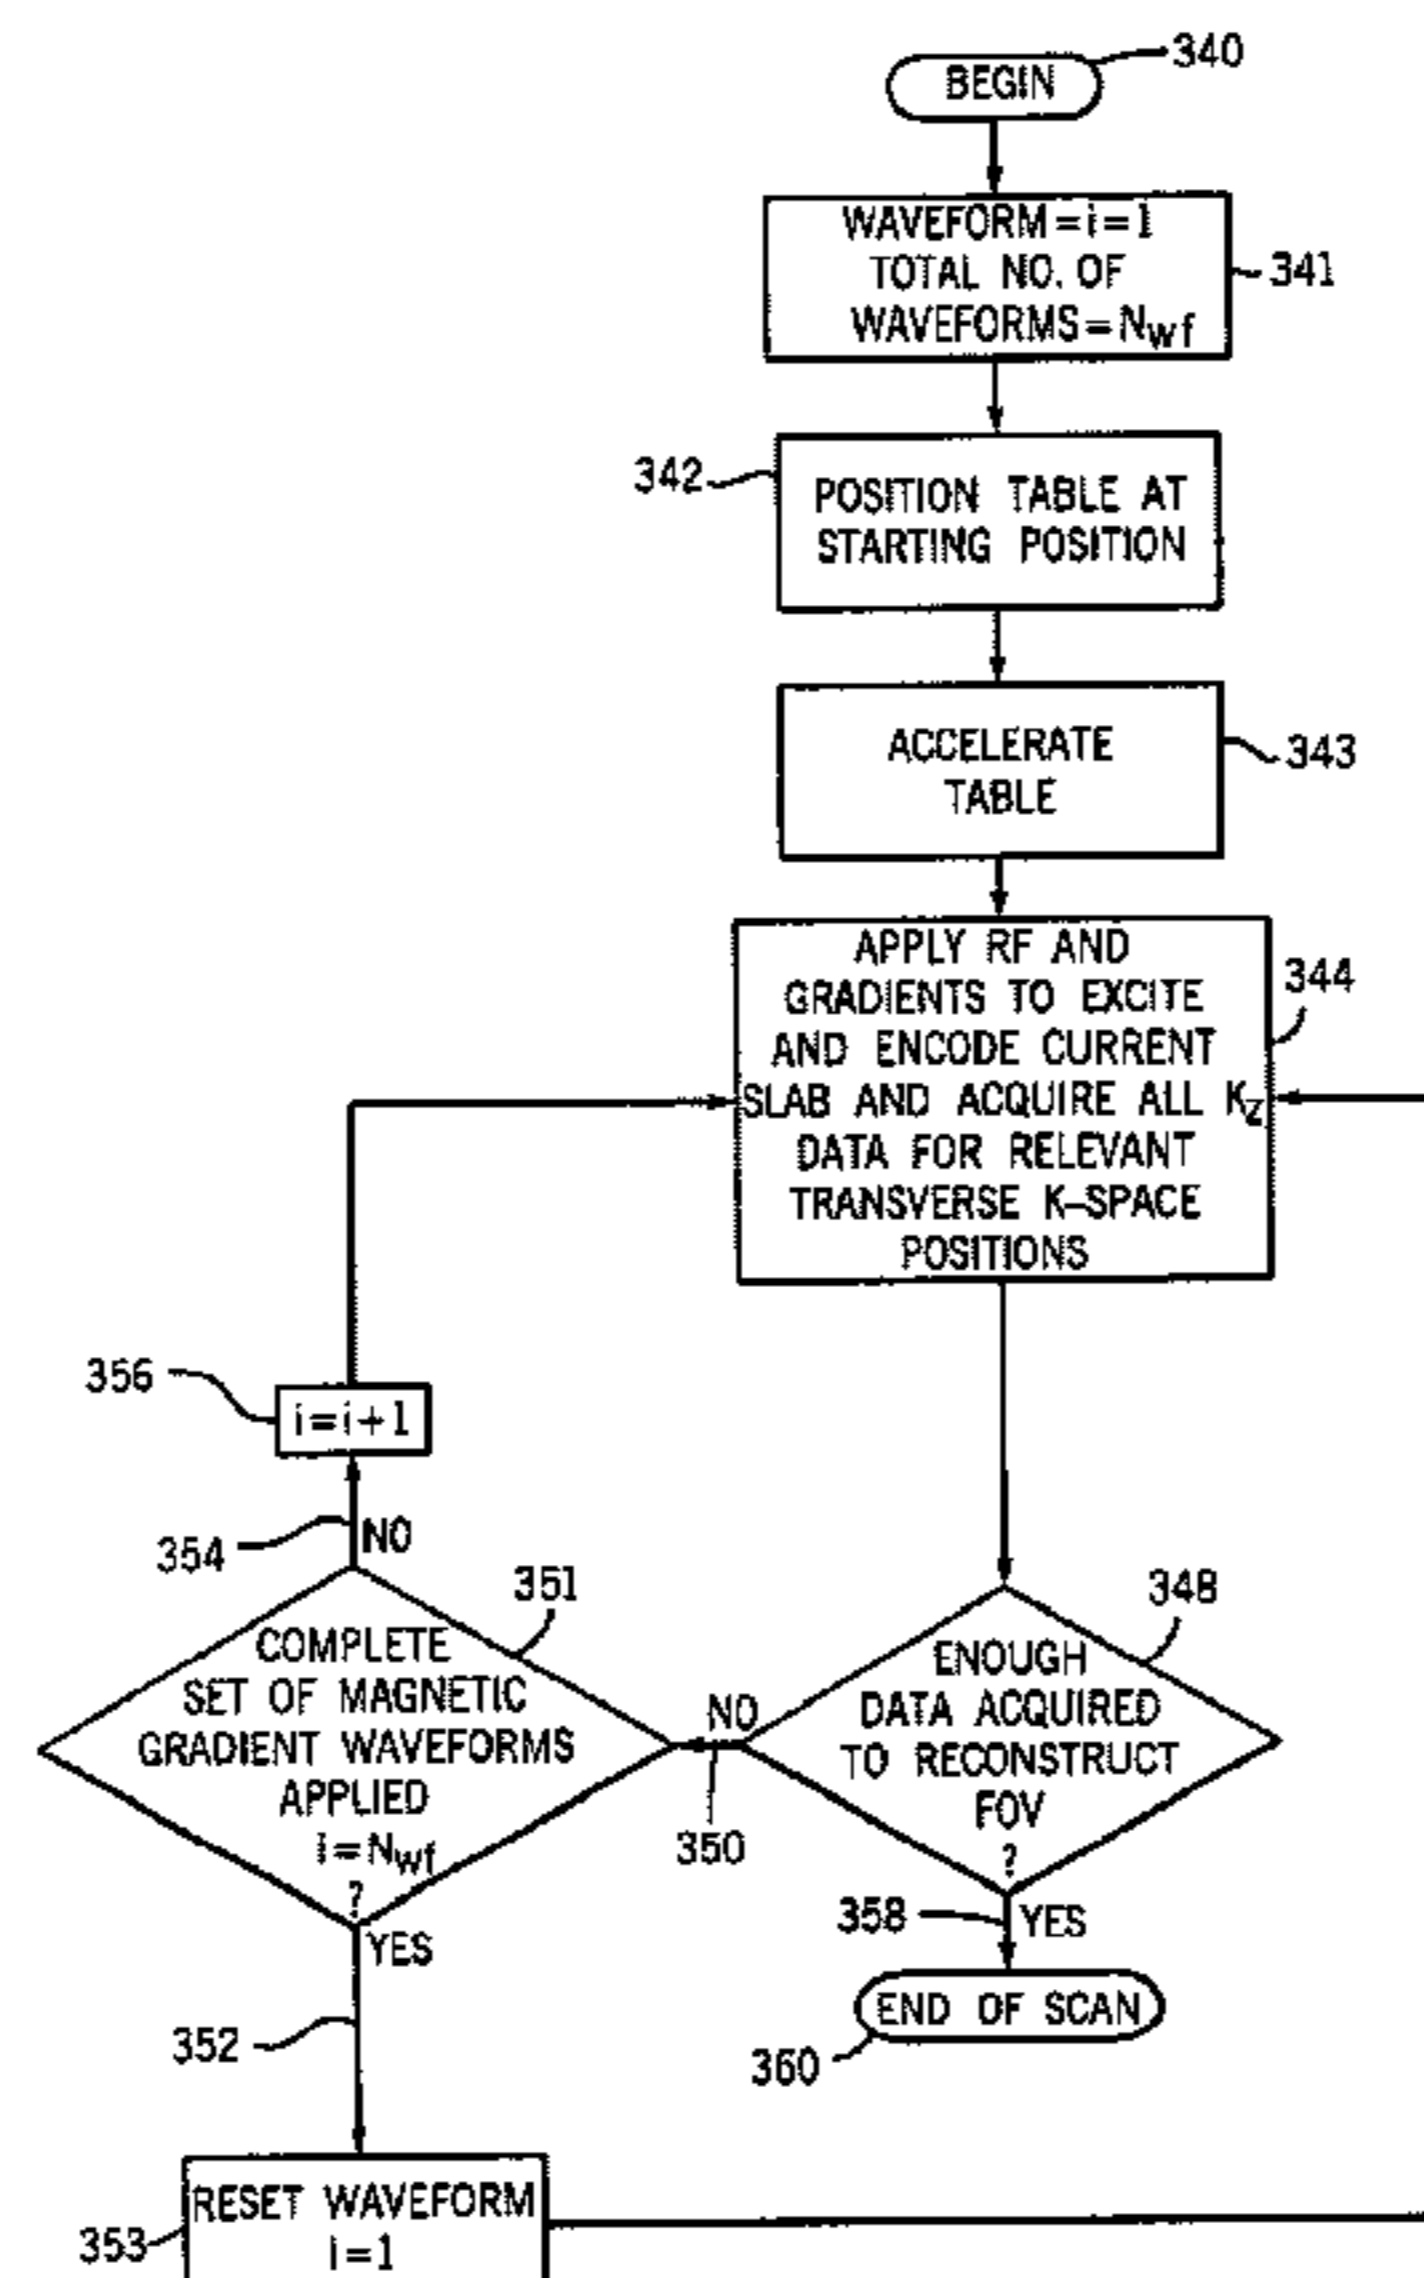 BEGIN
340
WAVEFORM=i=1
TOTAL NO. OF
WAVEFORMS=Nwf
341
342
POSITION TABLE AT
STARTING POSITION
ACCELERATE
TABLE
343
APPLY RF AND
GRADIENTS TO EXCITE
AND ENCODE CURRENT
SLAB AND ACQUIRE ALL KZ
DATA FOR RELEVANT
TRANSVERSE K-SPACE
POSITIONS
344
356
i=i+1
354
NO
351
COMPLETE
SET OF MAGNETIC
GRADIENT WAVEFORMS
APPLIED
i=Nwf
?
NO
350
348
ENOUGH
DATA ACQUIRED
TO RECONSTRUCT
FOV
?
358
YES
END OF SCAN
360
YES
352
RESET WAVEFORM
i=1
353